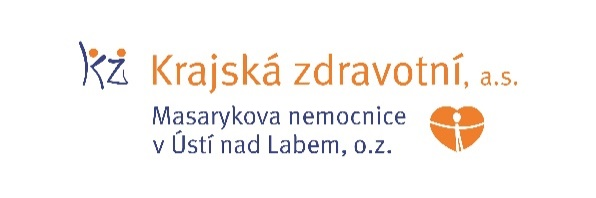 kz Krajská zdravotní, a.s.
Masarykova nemocnice
v Ústí nad Labem, o.z.